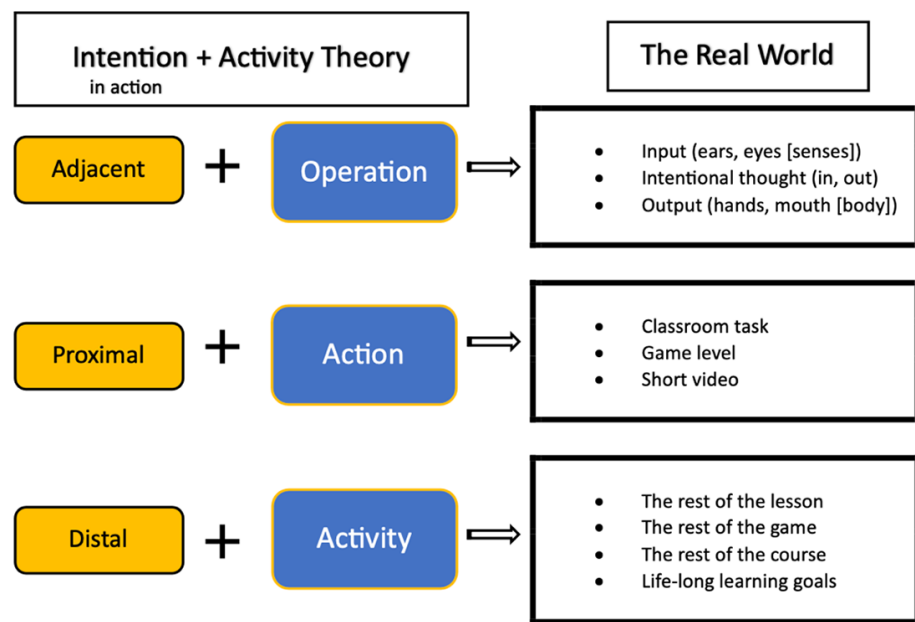 Intention + Activity Theory
in action
The Real World
Adjacent + Operation
• Input (ears, eyes [senses])
• Intentional thought (in, out)
• Output (hands, mouth [body])
Proximal + Action
• Classroom task
• Game level
• Short video
Distal + Activity
• The rest of the lesson
• The rest of the game
• The rest of the course
• Life-long learning goals